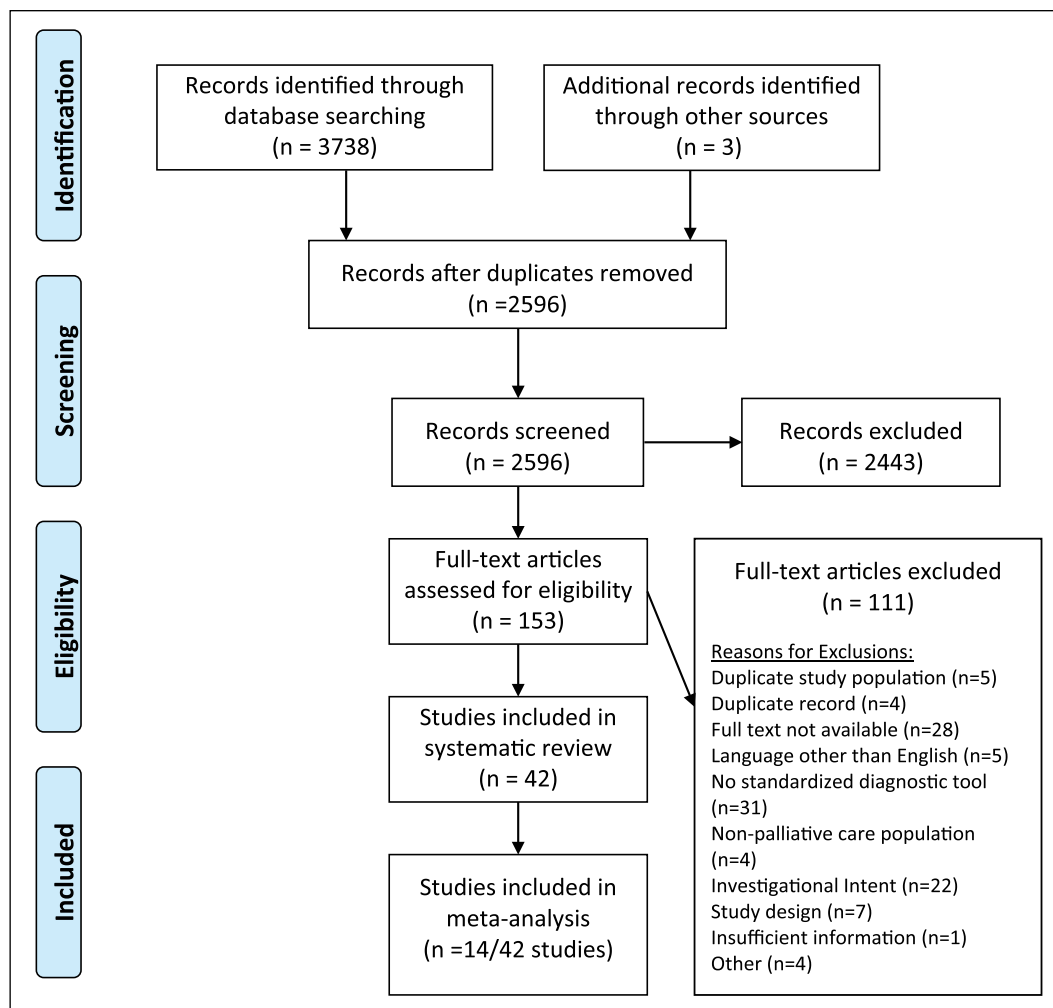 Identification
Records identified through
database searching
(n = 3738)
Additional records identified
through other sources
(n = 3)
Records after duplicates removed
(n =2596)
Screening
Records screened
(n = 2596)
Records excluded
(n = 2443)
Eligibility
Full-text articles
assessed for eligibility
(n = 153)
Full-text articles excluded
(n = 111)
Reasons for Exclusions:
Duplicate study population (n=5)
Duplicate record (n=4)
Full text not available (n=28)
Language other than English (n=5)
No standardized diagnostic tool
(n=31)
Non-palliative care population
(n=4)
Investigational Intent (n=22)
Study design (n=7)
Insufficient information (n=1)
Other (n=4)
Studies included in
systematic review
(n = 42)
Included
Studies included in
meta-analysis
(n =14/42 studies)